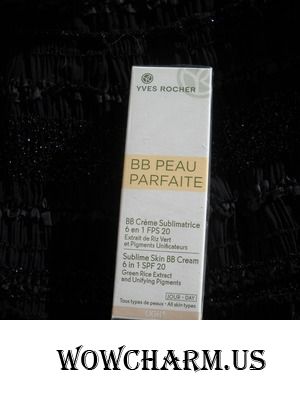 YVES ROCHER
BB PEAU
PARFAITE
BB Crème Sublimatrice
6 en 1 FPS 20
Extrait de Riz Vert
et Pigments Unificateurs
Sublime Skin BB Cream
6 in 1 SPF 20
Green Rice Extract
and Unifying Pigments
JOUR - DAY
Tous types de peaux - All skin types
LIGHT
WOWCHARM.US